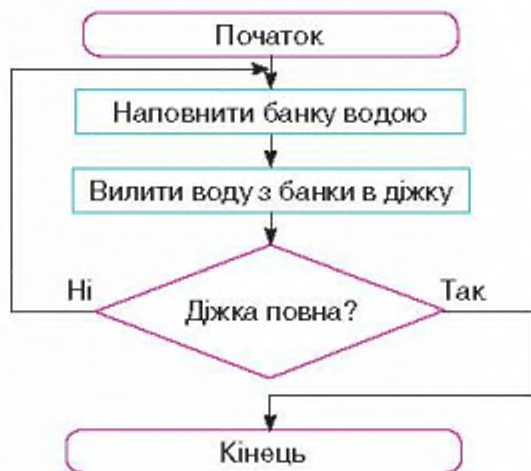 Початок
Наповнити банку водою
Вилити воду з банки в діжку
Ні
Діжка повна?
Так
Кінець